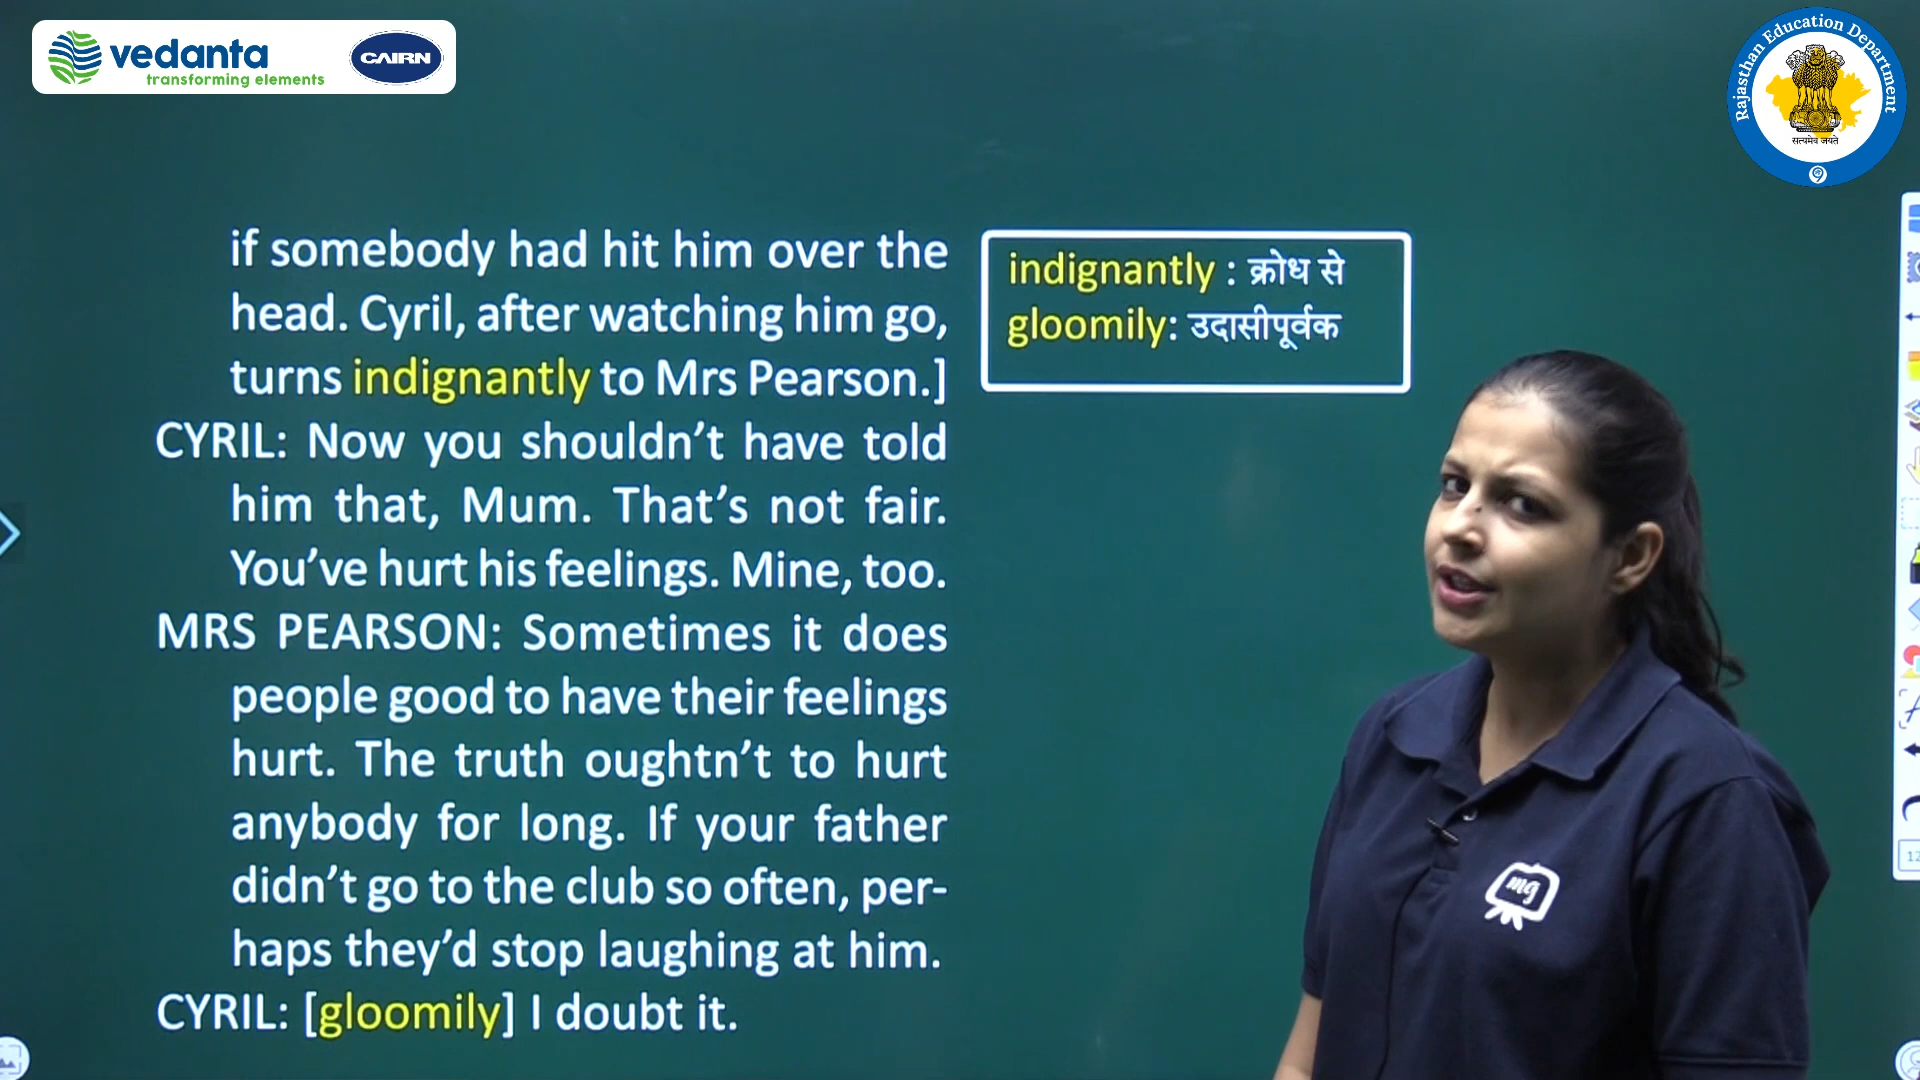 vedanta
transforming elements
CAIRN
Rajasthan Education Department
सत्यमेव जयते
if somebody had hit him over the
head. Cyril, after watching him go,
turns indignantly to Mrs Pearson.]
CYRIL: Now you shouldn’t have told
him that, Mum. That’s not fair.
You’ve hurt his feelings. Mine, too.
MRS PEARSON: Sometimes it does
people good to have their feelings
hurt. The truth oughtn’t to hurt
anybody for long. If your father
didn’t go to the club so often, per-
haps they’d stop laughing at him.
CYRIL: [gloomily] I doubt it.
indignantly : क्रोध से
gloomily: उदासीपूर्वक
mg
12